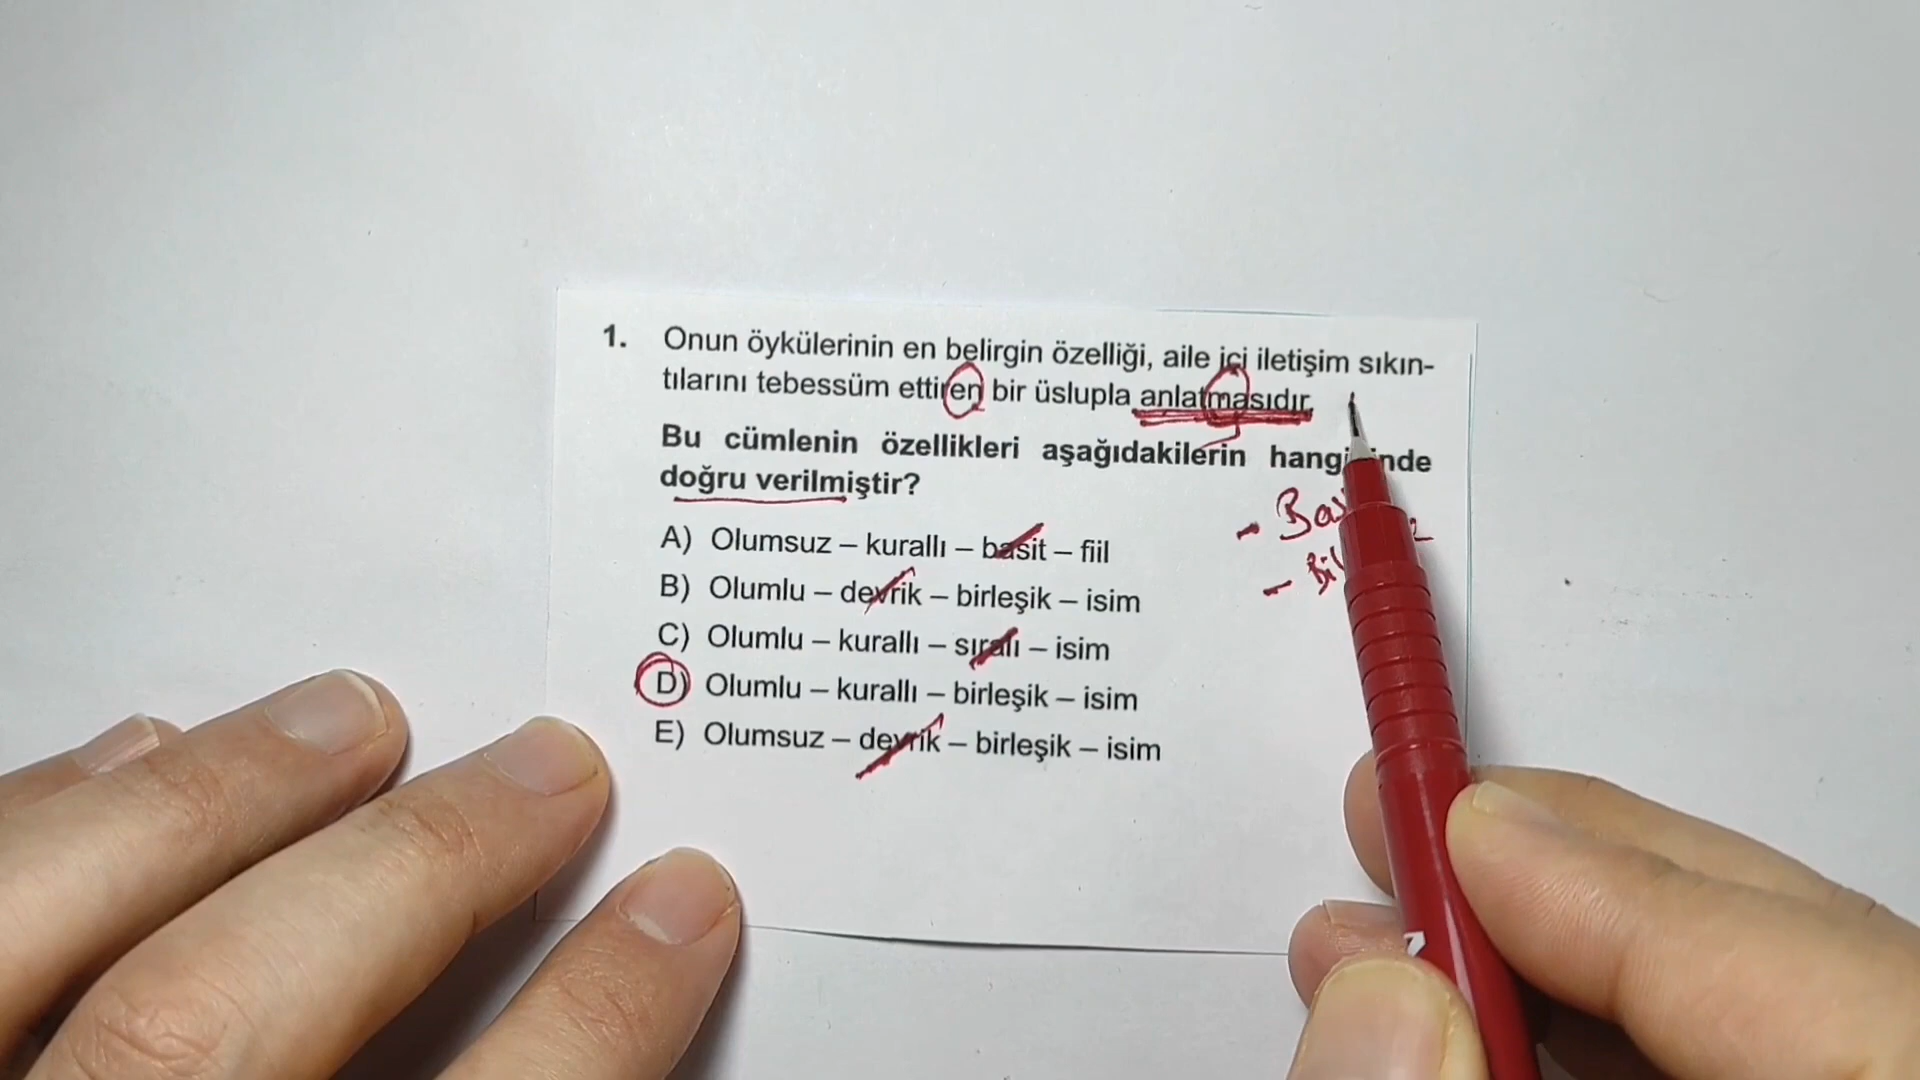 1. Onun öykülerinin en belirgin özelliği, aile içi iletişim sıkın-
tılarını tebessüm ettiren bir üslupla anlatmasıdır.
Bu cümlenin özellikleri aşağıdakilerin
doğru verilmiştir?
A) Olumsuz – kurallı – basit – fiil
B) Olumlu – devrik – birleşik – isim
C) Olumlu – kurallı – sıralı – isim
D) Olumlu – kurallı – birleşik – isim
E) Olumsuz – devrik – birleşik – isim